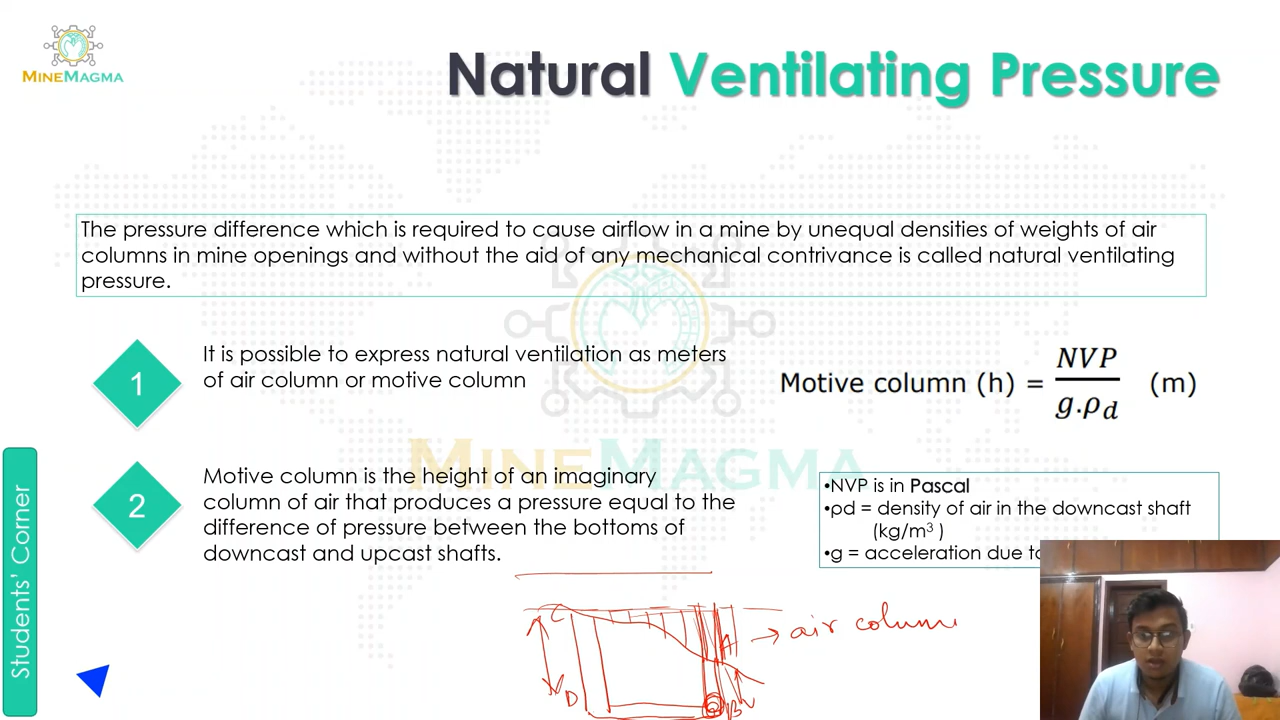 MINEMAGMA
Natural Ventilating Pressure
The pressure difference which is required to cause airflow in a mine by unequal densities of weights of air
columns in mine openings and without the aid of any mechanical contrivance is called natural ventilating
pressure.
1
It is possible to express natural ventilation as meters
of air column or motive column
Motive column (h) = NVP / g.ρd (m)
MINEMAGMA
2
Motive column is the height of an imaginary
column of air that produces a pressure equal to the
difference of pressure between the bottoms of
downcast and upcast shafts.
•NVP is in Pascal
•ρd = density of air in the downcast shaft
(kg/m³ )
•g = acceleration due
Students' Corner
C
A
→ air column
D
B